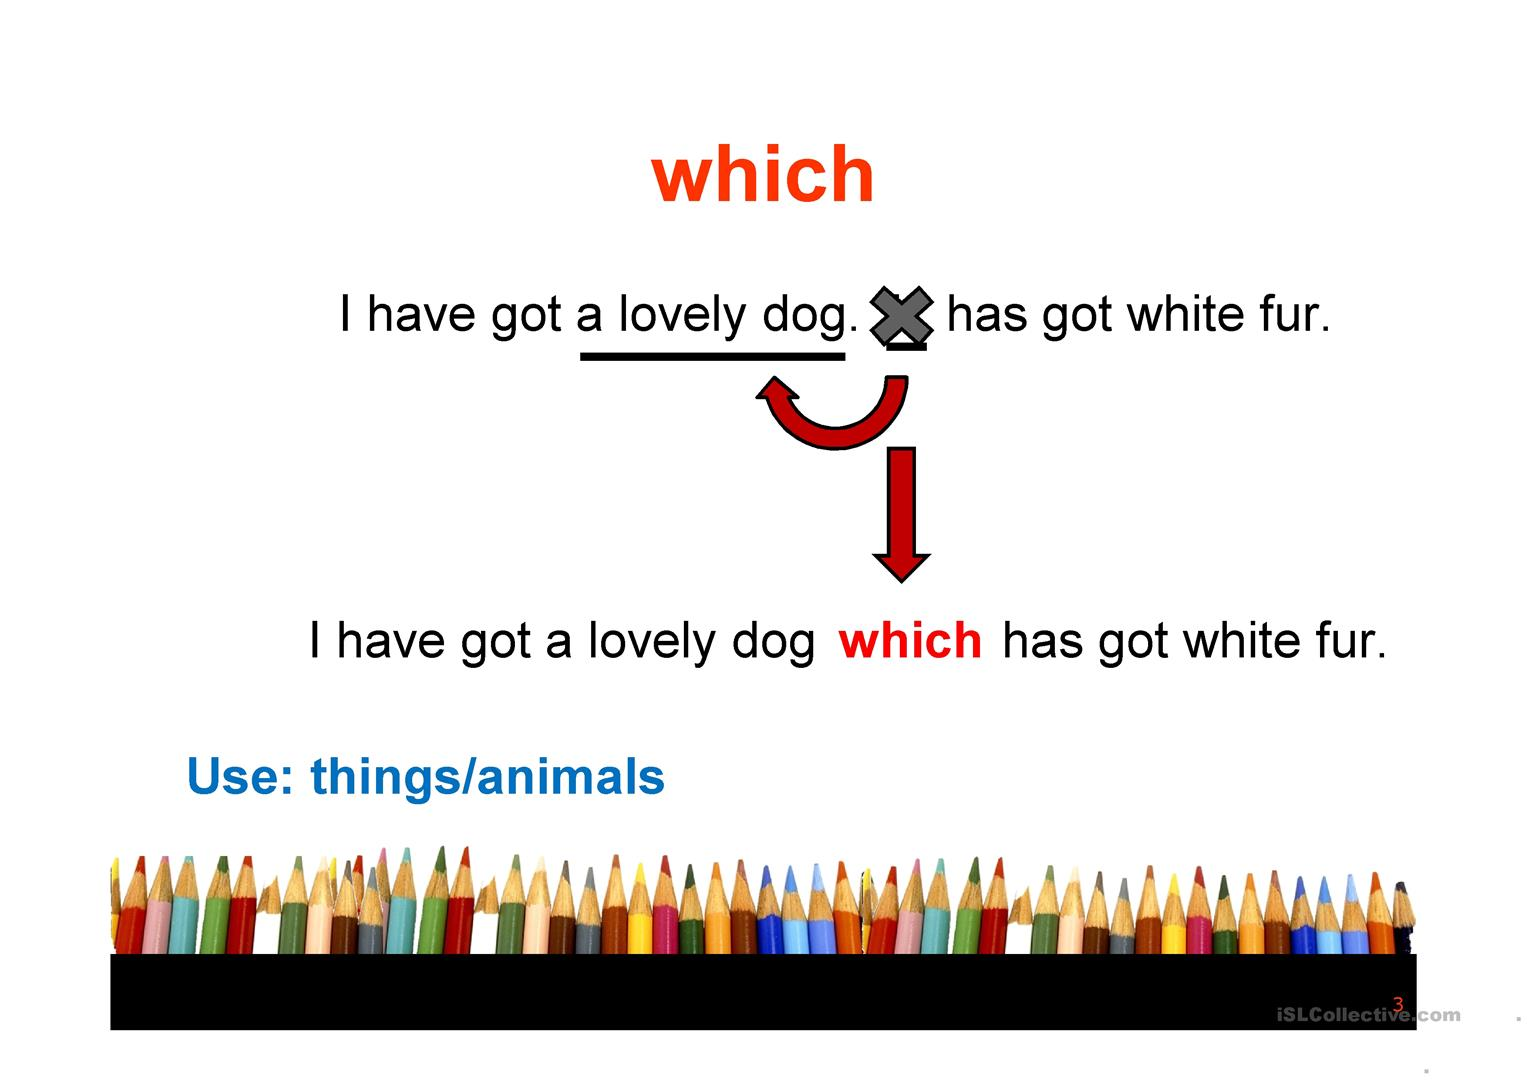 which
I have got a lovely dog. has got white fur.
I have got a lovely dog which has got white fur.
Use: things/animals
3
iSLCollective.com